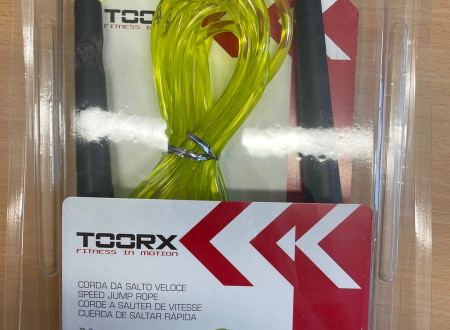 TOORX
FITNESS IN MOTION
TOORX
FITNESS IN MOTION
CORDA DA SALTO VELOCE
SPEED JUMP ROPE
CORDE A SAUTER DE VITESSE
CUERDA DE SALTAR RÁPIDA